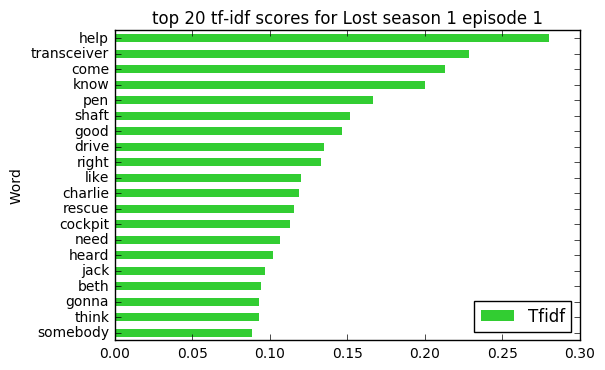 top 20 tf-idf scores for Lost season 1 episode 1
help
transceiver
come
know
pen
shaft
good
drive
right
like
charlie
rescue
cockpit
need
heard
jack
beth
gonna
think
somebody
Word
0.00 0.05 0.10 0.15 0.20 0.25 0.30
Tfidf